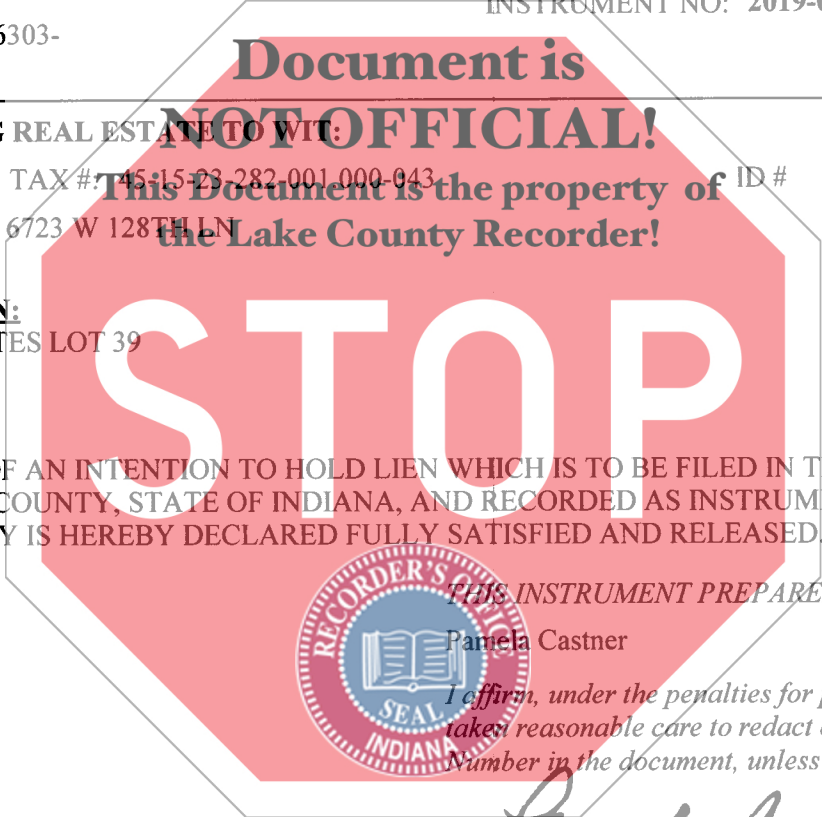 INSTRUMENT NO: 2019-0
6303-
Document is
NOT OFFICIAL!
REAL ESTATE TO WIT:
TAX #: 45-15-23-282-001.000-043 ID #
This Document is the property of
6723 W 128TH LN
the Lake County Recorder!
N:
TES LOT 39
STOP
F AN INTENTION TO HOLD LIEN WHICH IS TO BE FILED IN T
COUNTY, STATE OF INDIANA, AND RECORDED AS INSTRUM
Y IS HEREBY DECLARED FULLY SATISFIED AND RELEASED.
RECORDER'S OFFICE
SEAL
INDIANA
THIS INSTRUMENT PREPARE
Pamela Castner
I affirm, under the penalties for p
taken reasonable care to redact
Number in the document, unless